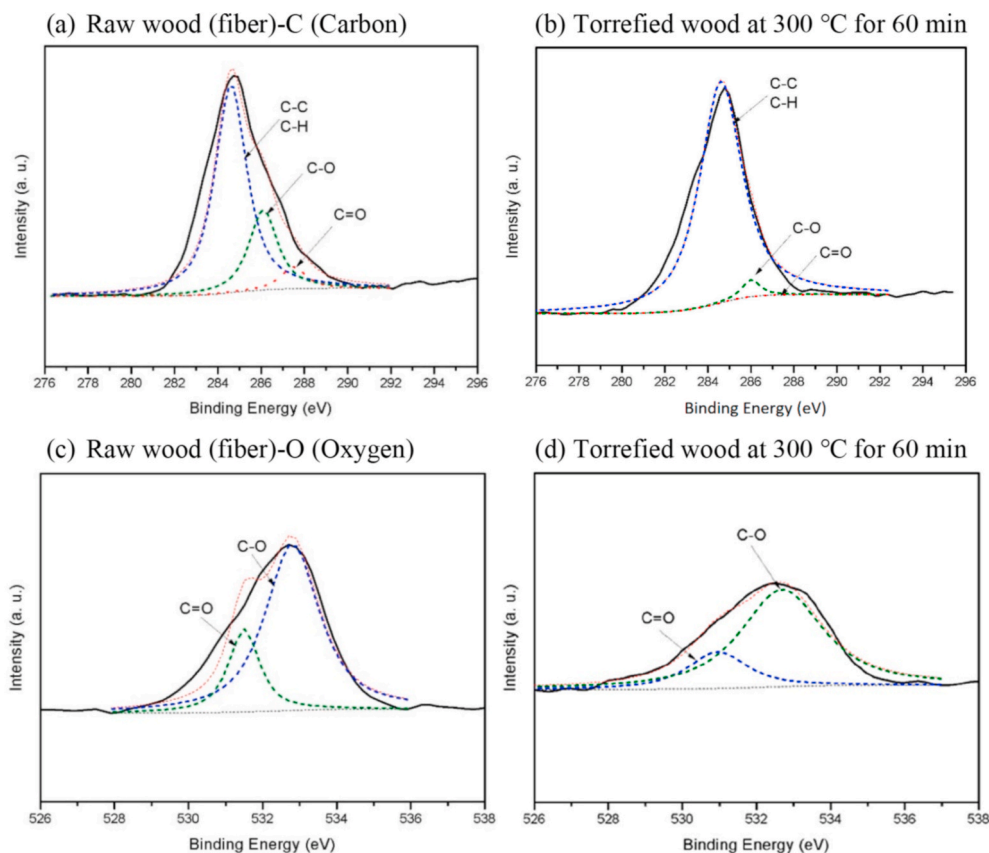 (a) Raw wood (fiber)-C (Carbon)
C-C
C-H
C-O
C=O
Intensity (a. u.)
276 278 280 282 284 286 288 290 292 294 296
Binding Energy (eV)
(b) Torrefied wood at 300 °C for 60 min
C-C
C-H
C-O
C=O
Intensity (a. u.)
276 278 280 282 284 286 288 290 292 294 296
Binding Energy (eV)
(c) Raw wood (fiber)-O (Oxygen)
C-O
C=O
Intensity (a. u.)
526 528 530 532 534 536 538
Binding Energy (eV)
(d) Torrefied wood at 300 °C for 60 min
C-O
C=O
Intensity (a. u.)
526 528 530 532 534 536 538
Binding Energy (eV)